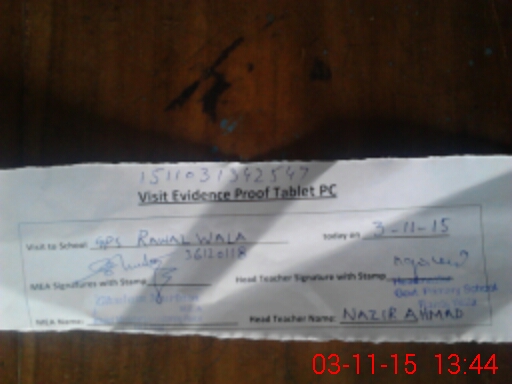 1511031342547
Visit Evidence Proof Tablet PC
Visit to School GPS RAWAL WALA today on 3-11-15
36120118
MEA Signatures with Stamp Head Teacher Signature with Stamp
Govt Primary School
MEA Name: Head Teacher Name: NAZIR AHMAD
03-11-15 13:44